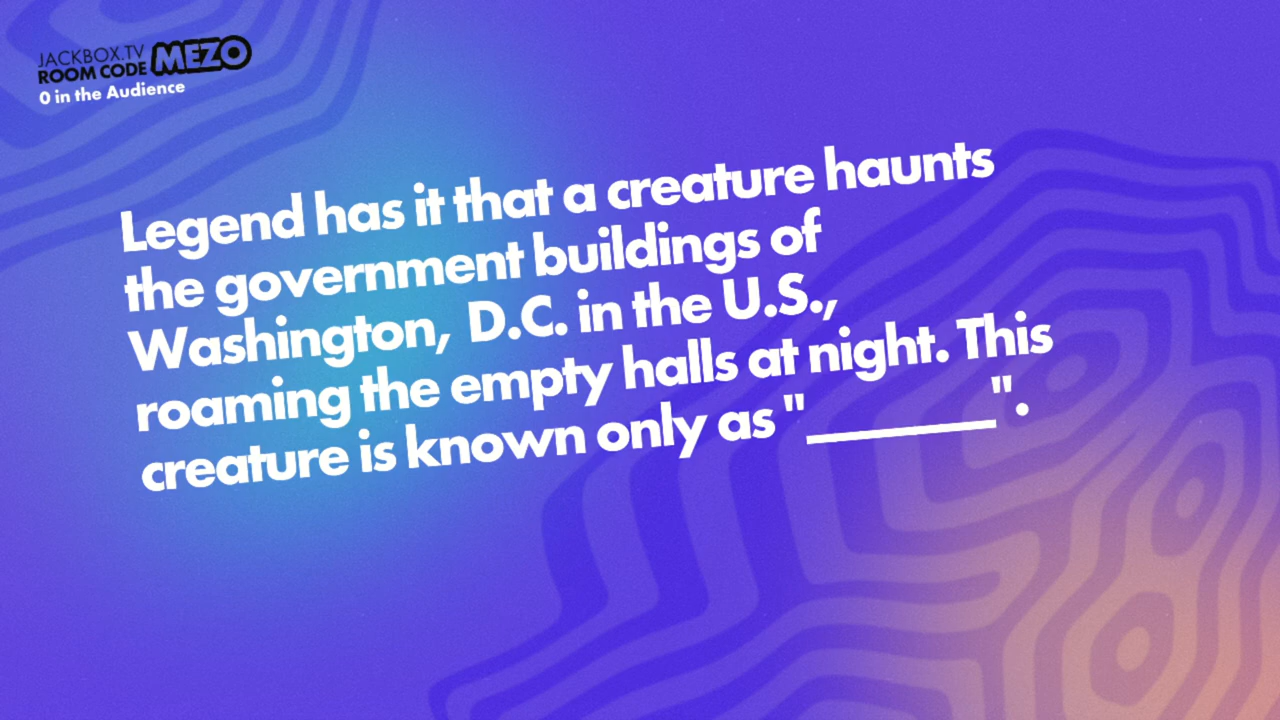 JACKBOX.TV
ROOM CODE MEZO
0 in the Audience
Legend has it that a creature haunts
the government buildings of
Washington, D.C. in the U.S.,
roaming the empty halls at night. This
creature is known only as "________".